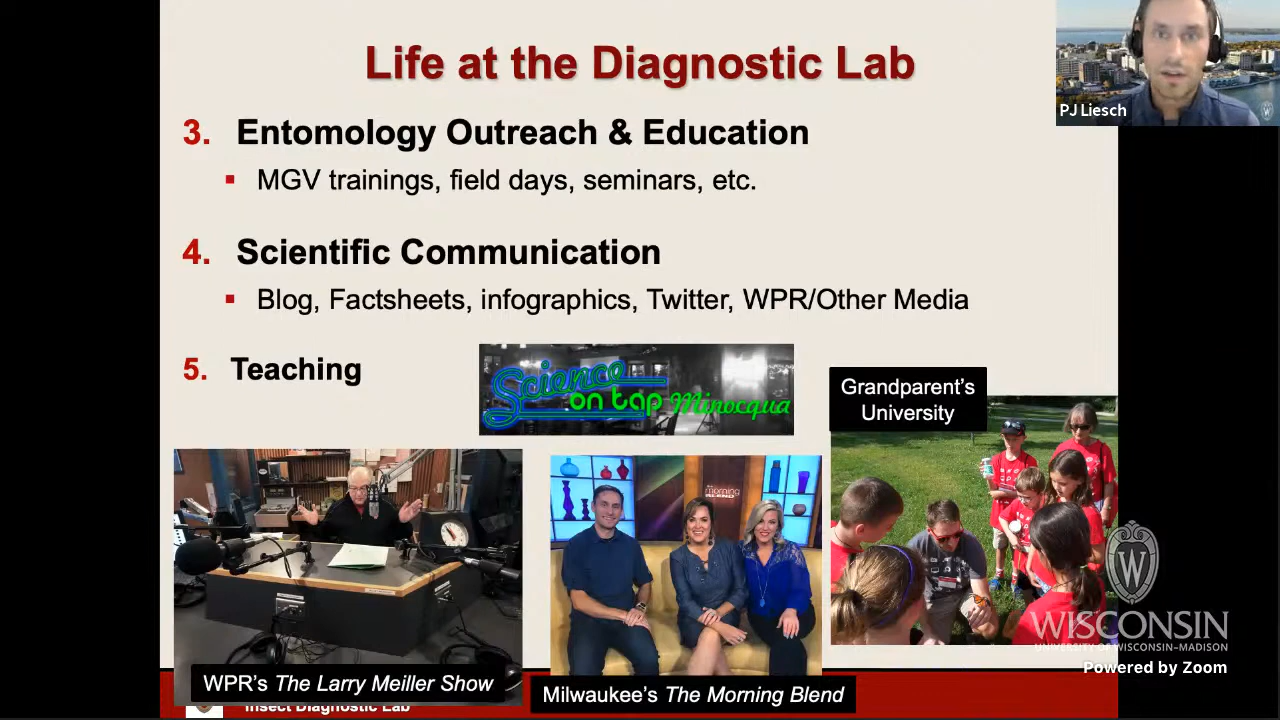 Life at the Diagnostic Lab
PJ Liesch
3. Entomology Outreach & Education
▪ MGV trainings, field days, seminars, etc.
4. Scientific Communication
▪ Blog, Factsheets, infographics, Twitter, WPR/Other Media
5. Teaching
Science
on tap Minocqua
Grandparent's
University
morning
BLEND
W
WISCONSIN
UNIVERSITY OF WISCONSIN–MADISON
Powered by Zoom
WPR's The Larry Meiller Show
Milwaukee's The Morning Blend
Insect Diagnostic Lab